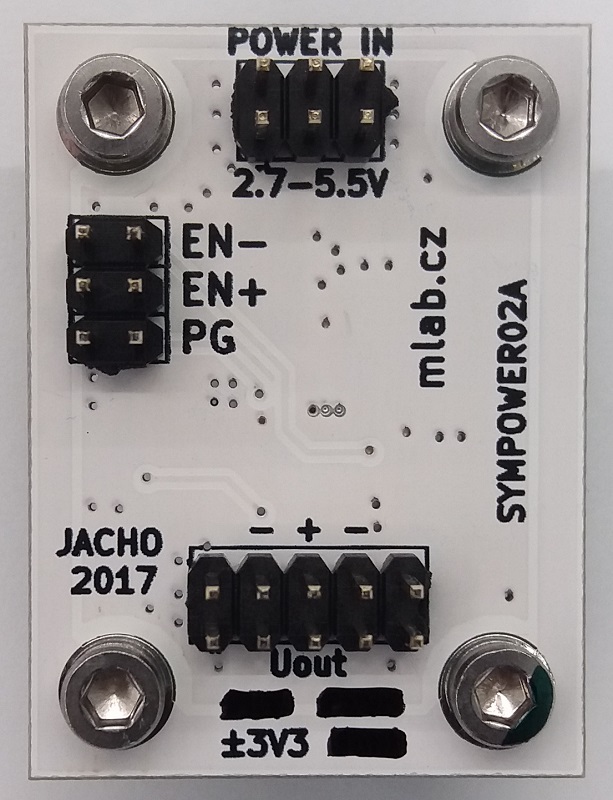 POWER IN
2.7-5.5V
EN-
EN+
PG
mlab.cz
SYMPOWER02A
- + -
JACHO
2017
Uout
±3V3